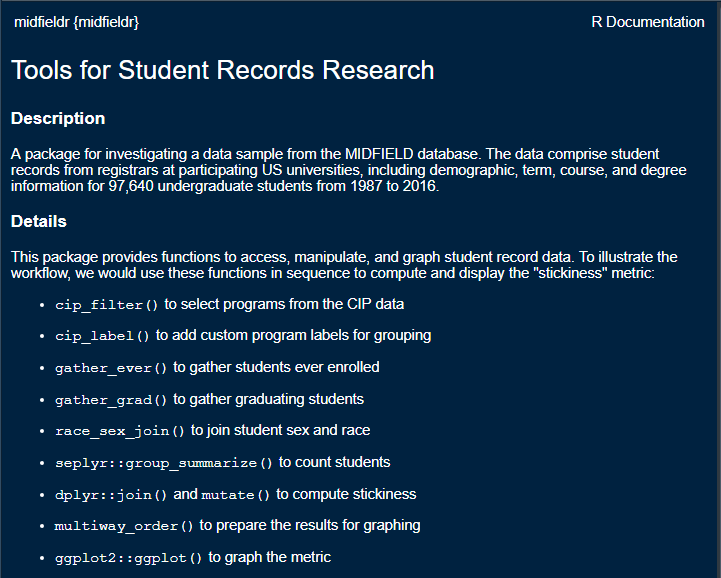 midfieldr {midfieldr} R Documentation
Tools for Student Records Research
Description
A package for investigating a data sample from the MIDFIELD database. The data comprise student
records from registrars at participating US universities, including demographic, term, course, and degree
information for 97,640 undergraduate students from 1987 to 2016.
Details
This package provides functions to access, manipulate, and graph student record data. To illustrate the
workflow, we would use these functions in sequence to compute and display the "stickiness" metric:
• cip_filter() to select programs from the CIP data
• cip_label() to add custom program labels for grouping
• gather_ever() to gather students ever enrolled
• gather_grad() to gather graduating students
• race_sex_join() to join student sex and race
• seplyr::group_summarize() to count students
• dplyr::join() and mutate() to compute stickiness
• multiway_order() to prepare the results for graphing
• ggplot2::ggplot() to graph the metric